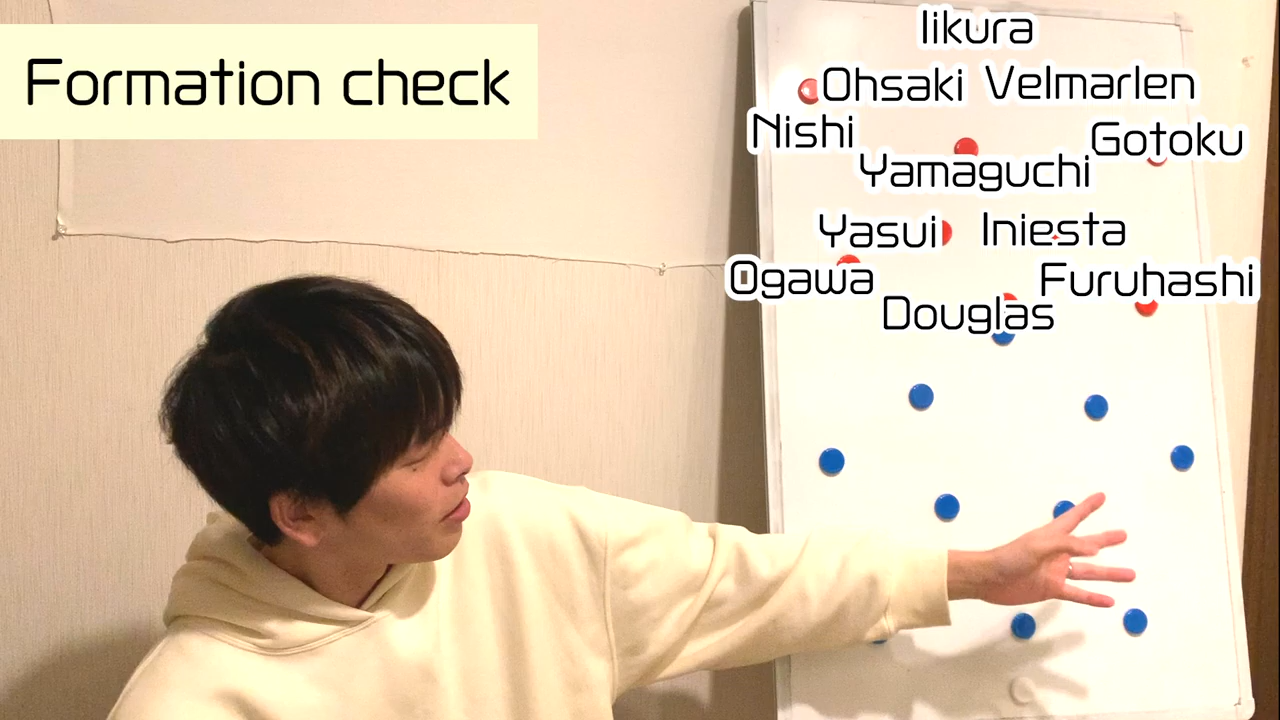 Formation check
Iikura
Ohsaki Velmarlen
Nishi Gotoku
Yamaguchi
Yasui Iniesta
Ogawa Furuhashi
Douglas